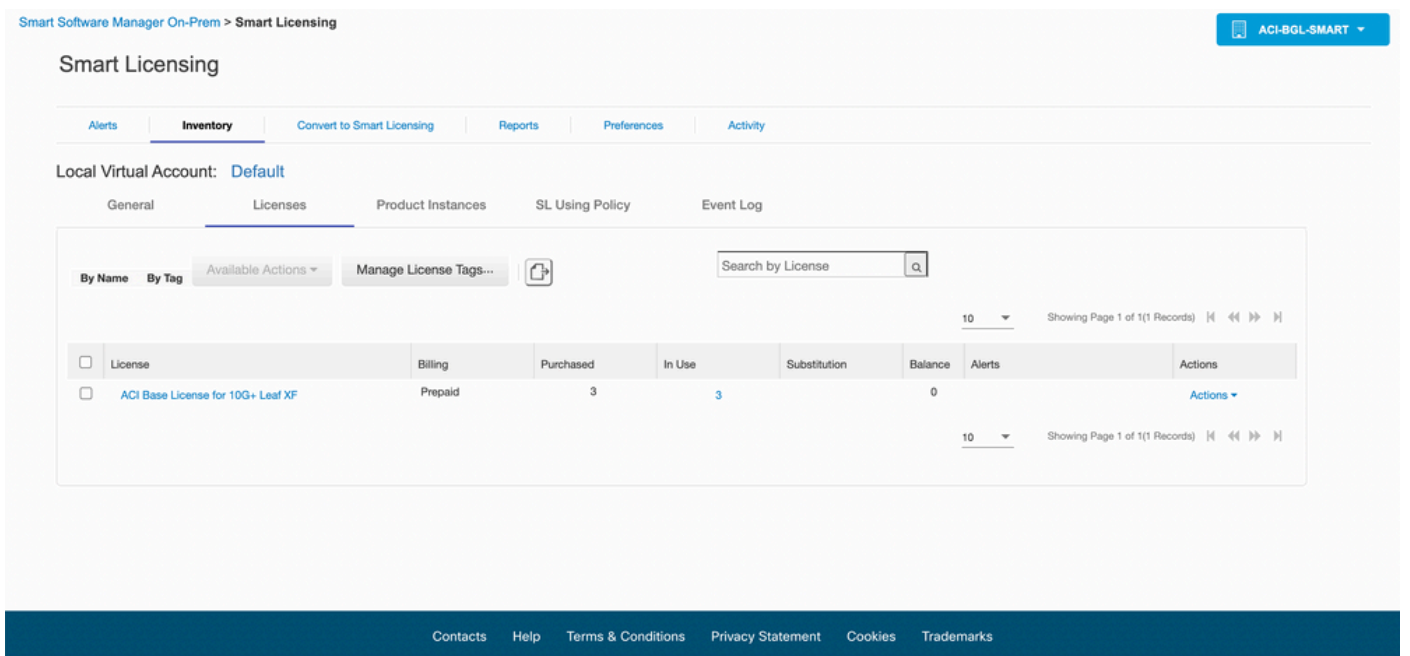 Smart Software Manager On-Prem > Smart Licensing
ACI-BGL-SMART
Smart Licensing
Alerts Inventory Convert to Smart Licensing Reports Preferences Activity
Local Virtual Account: Default
General Licenses Product Instances SL Using Policy Event Log
By Name By Tag Available Actions Manage License Tags... Search by License
10 Showing Page 1 of 1(1 Records)
License Billing Purchased In Use Substitution Balance Alerts Actions
ACI Base License for 10G+ Leaf XF Prepaid 3 3 0 Actions
10 Showing Page 1 of 1(1 Records)
Contacts Help Terms & Conditions Privacy Statement Cookies Trademarks